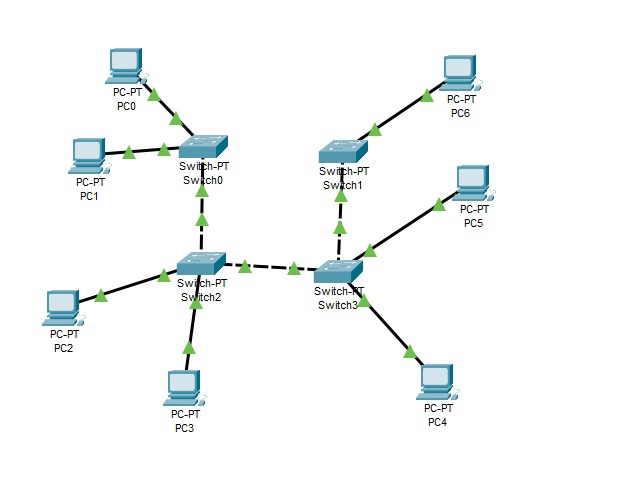 PC-PT
PC0
PC-PT
PC1
Switch-PT
Switch0
Switch-PT
Switch1
PC-PT
PC6
PC-PT
PC5
Switch-PT
Switch2
Switch-PT
Switch3
PC-PT
PC2
PC-PT
PC3
PC-PT
PC4